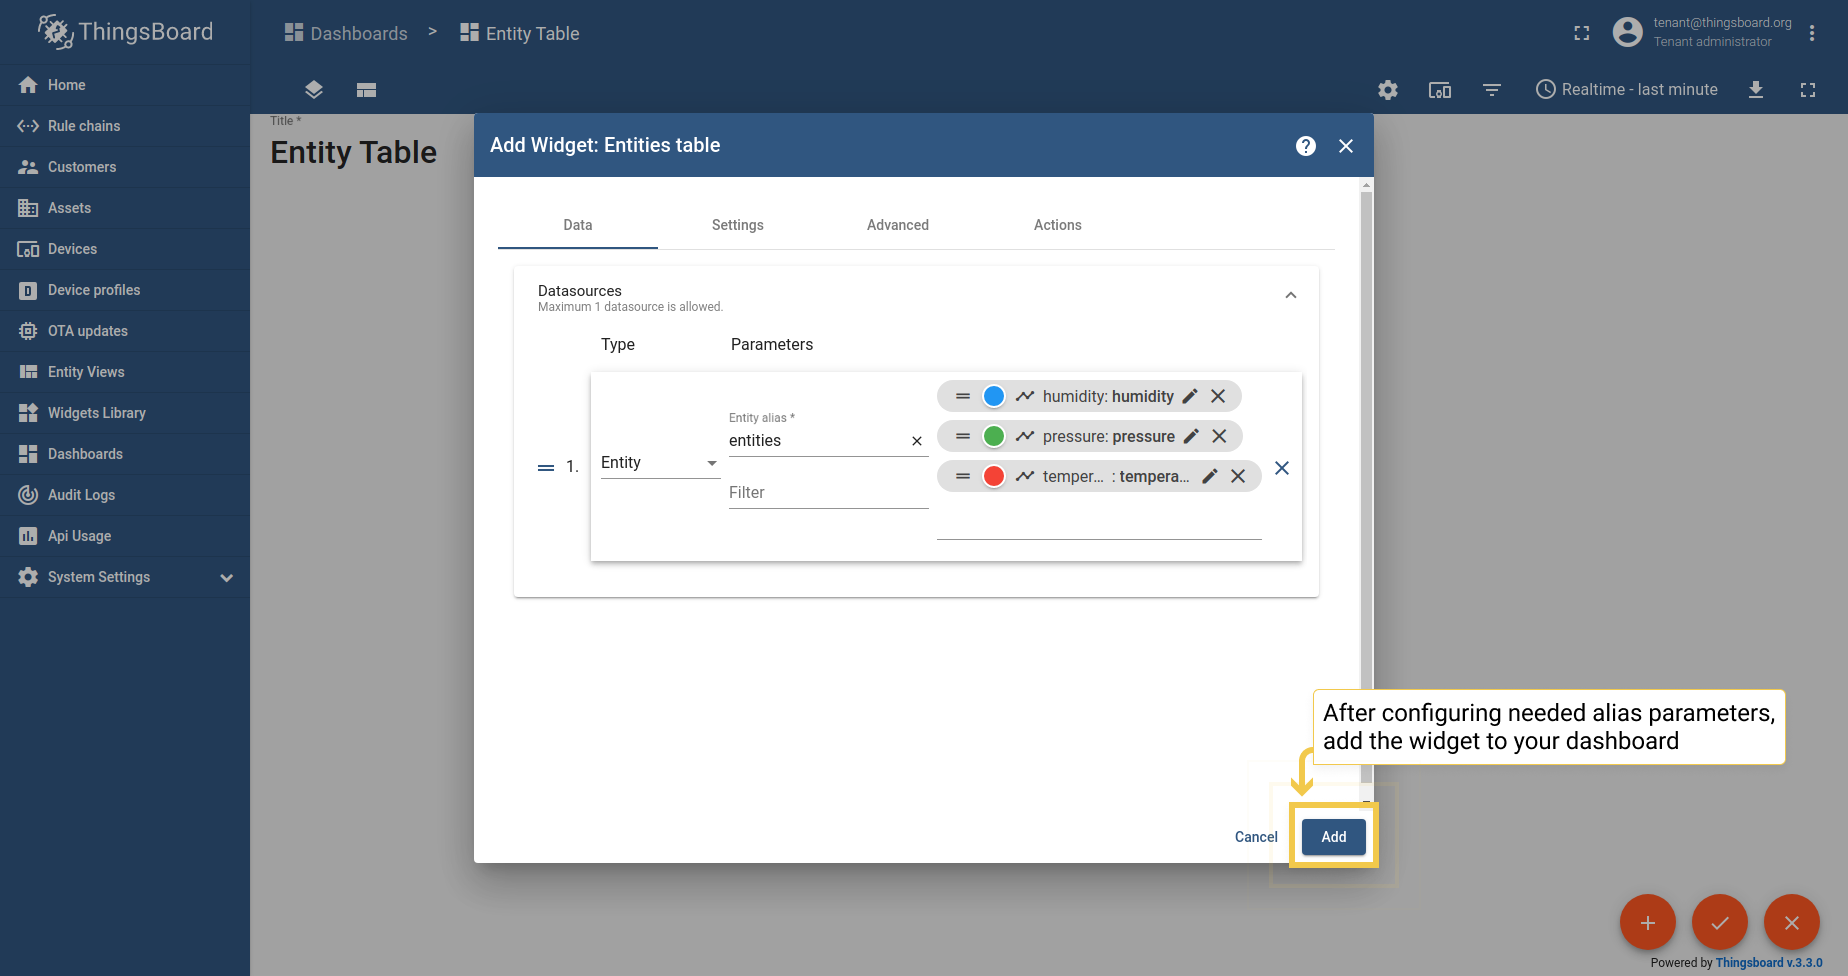 ThingsBoard
Dashboards > Entity Table
tenant@thingsboard.org
Tenant administrator
Home
Rule chains
Customers
Assets
Devices
Device profiles
OTA updates
Entity Views
Widgets Library
Dashboards
Audit Logs
Api Usage
System Settings
Realtime - last minute
Title *
Entity Table
Add Widget: Entities table
Data Settings Advanced Actions
Datasources
Maximum 1 datasource is allowed.
Type Parameters
1.
Entity
Entity alias *
entities
Filter
humidity: humidity
pressure: pressure
temper... : tempera...
After configuring needed alias parameters,
add the widget to your dashboard
Cancel Add
Powered by Thingsboard v.3.3.0